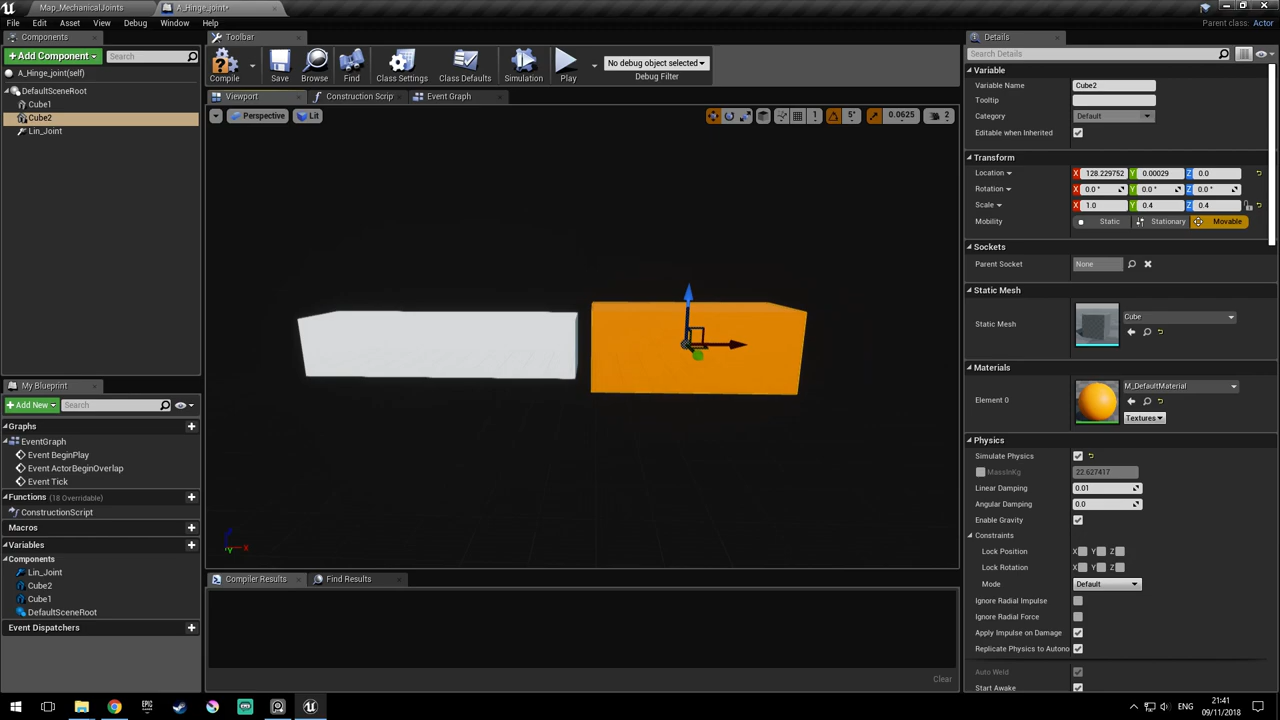 Map_MechanicalJoints
A_Hinge_joint*
File Edit Asset View Debug Window Help
Parent class: Actor
Components
Toolbar
Details
+Add Component
Search
Compile
Save
Browse
Find
Class Settings
Class Defaults
Simulation
Play
No debug object selected
Debug Filter
Search Details
A_Hinge_joint(self)
DefaultSceneRoot
Cube1
Cube2
Lin_Joint
Viewport
Construction Scrip
Event Graph
Perspective
Lit
1
5°
0.0625
2
Variable
Variable Name Cube2
Tooltip
Category Default
Editable when Inherited
Transform
Location X 128.229752 Y 0.00029 Z 0.0
Rotation X 0.0 ° Y 0.0 ° Z 0.0 °
Scale X 1.0 Y 0.4 Z 0.4
Mobility Static Stationary Movable
Sockets
Parent Socket None
Static Mesh
Static Mesh Cube
Materials
Element 0 M_DefaultMaterial
Textures
Physics
Simulate Physics
MassInKg 22.627417
Linear Damping 0.01
Angular Damping 0.0
Enable Gravity
Constraints
Lock Position X Y Z
Lock Rotation X Y Z
Mode Default
Ignore Radial Impulse
Ignore Radial Force
Apply Impulse on Damage
Replicate Physics to Autono
Auto Weld
Start Awake
My Blueprint
+Add New
Search
Graphs
EventGraph
Event BeginPlay
Event ActorBeginOverlap
Event Tick
Functions (18 Overridable)
ConstructionScript
Macros
Variables
Components
Lin_Joint
Cube2
Cube1
DefaultSceneRoot
Event Dispatchers
Compiler Results
Find Results
Clear
ENG
21:41
09/11/2018